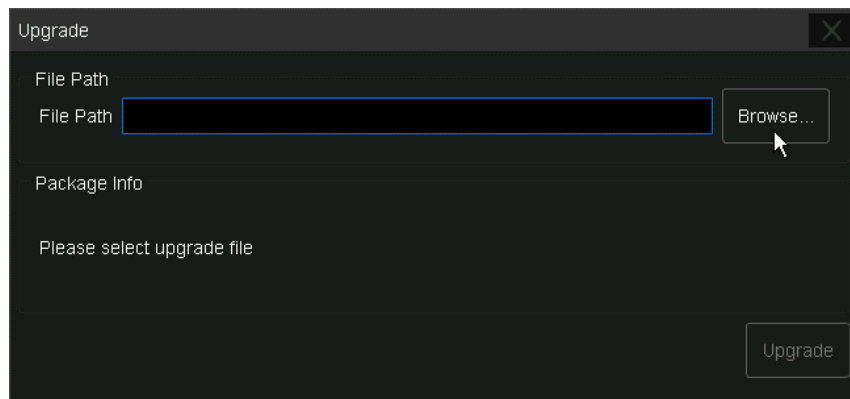 Upgrade
File Path
File Path
Browse...
Package Info
Please select upgrade file
Upgrade